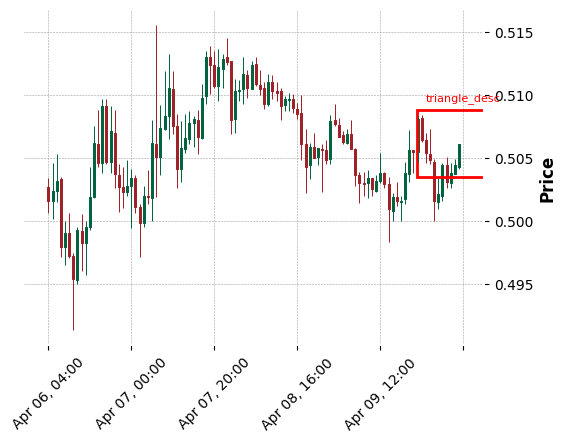 0.515
triangle_desc
0.510
0.505
0.500
0.495
Price
Apr 06, 04:00
Apr 07, 00:00
Apr 07, 20:00
Apr 08, 16:00
Apr 09, 12:00